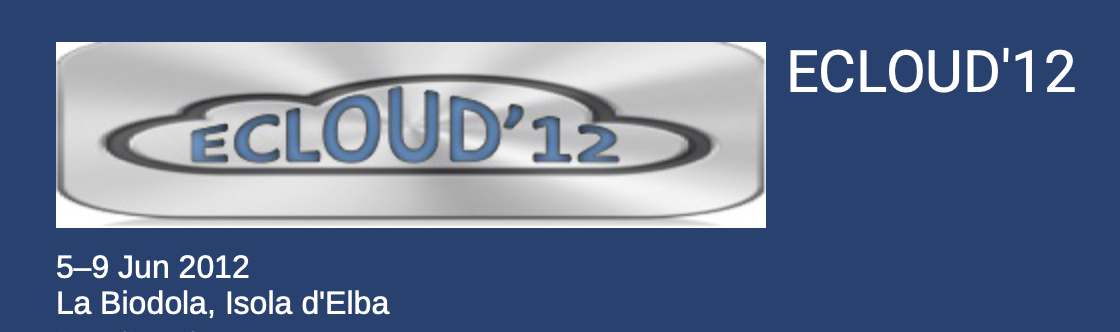 ECLOUD'12
ECLOUD'12
5–9 Jun 2012
La Biodola, Isola d'Elba